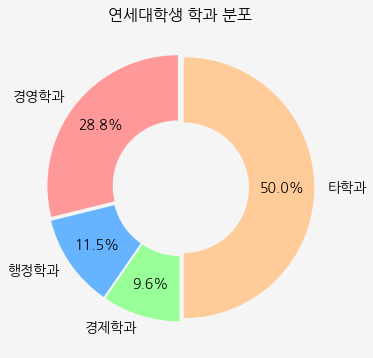 연세대학생 학과 분포
경영학과
28.8%
50.0%
타학과
11.5%
행정학과
9.6%
경제학과